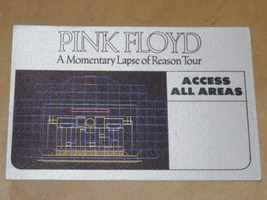 PINK FLOYD
A Momentary Lapse of Reason Tour
ACCESS
ALL AREAS